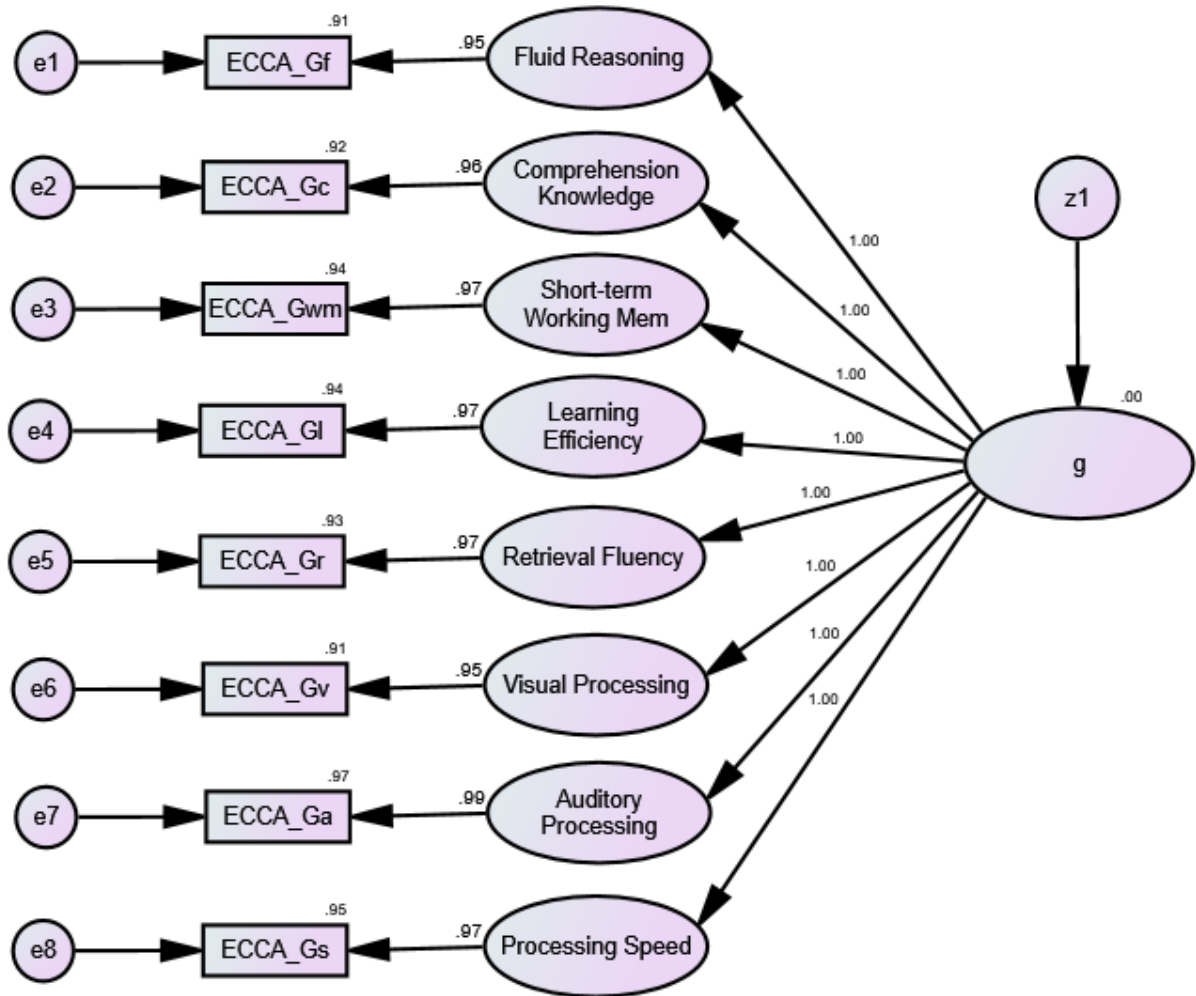 .91
e1
ECCA_Gf
.95
Fluid Reasoning
.92
e2
ECCA_Gc
.96
Comprehension
Knowledge
1.00
z1
.94
e3
ECCA_Gwm
.97
Short-term
Working Mem
1.00
1.00
.94
e4
ECCA_Gl
.97
Learning
Efficiency
1.00
.00
g
.93
e5
ECCA_Gr
.97
Retrieval Fluency
1.00
.91
e6
ECCA_Gv
.95
Visual Processing
1.00
.97
e7
ECCA_Ga
.99
Auditory
Processing
1.00
.95
e8
ECCA_Gs
.97
Processing Speed
1.00